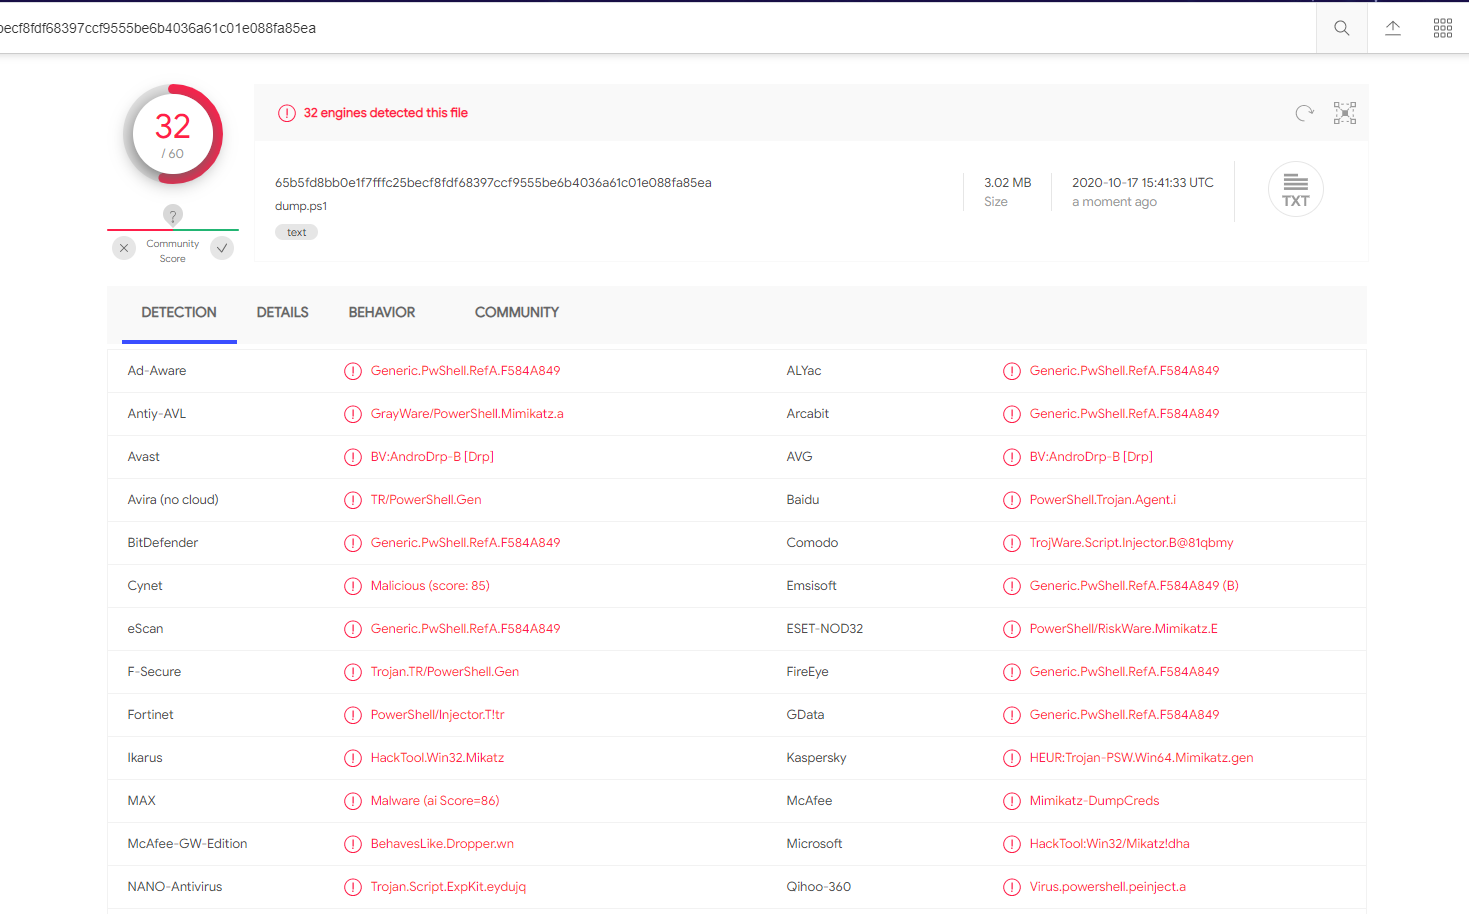 becf8fdf68397ccf9555be6b4036a61c01e088fa85ea
32
/ 60
32 engines detected this file
65b5fd8bb0e1f7fffc25becf8fdf68397ccf9555be6b4036a61c01e088fa85ea
dump.ps1
text
3.02 MB
Size
2020-10-17 15:41:33 UTC
a moment ago
TXT
?
Community
Score
DETECTION DETAILS BEHAVIOR COMMUNITY
Ad-Aware Generic.PwShell.RefA.F584A849 ALYac Generic.PwShell.RefA.F584A849
Antiy-AVL GrayWare/PowerShell.Mimikatz.a Arcabit Generic.PwShell.RefA.F584A849
Avast BV:AndroDrp-B [Drp] AVG BV:AndroDrp-B [Drp]
Avira (no cloud) TR/PowerShell.Gen Baidu PowerShell.Trojan.Agent.i
BitDefender Generic.PwShell.RefA.F584A849 Comodo TrojWare.Script.Injector.B@81qbmy
Cynet Malicious (score: 85) Emsisoft Generic.PwShell.RefA.F584A849 (B)
eScan Generic.PwShell.RefA.F584A849 ESET-NOD32 PowerShell/RiskWare.Mimikatz.E
F-Secure Trojan.TR/PowerShell.Gen FireEye Generic.PwShell.RefA.F584A849
Fortinet PowerShell/Injector.T!tr GData Generic.PwShell.RefA.F584A849
Ikarus HackTool.Win32.Mikatz Kaspersky HEUR:Trojan-PSW.Win64.Mimikatz.gen
MAX Malware (ai Score=86) McAfee Mimikatz-DumpCreds
McAfee-GW-Edition BehavesLike.Dropper.wn Microsoft HackTool:Win32/Mikatz!dha
NANO-Antivirus Trojan.Script.ExpKit.eydujq Qihoo-360 Virus.powershell.peinject.a